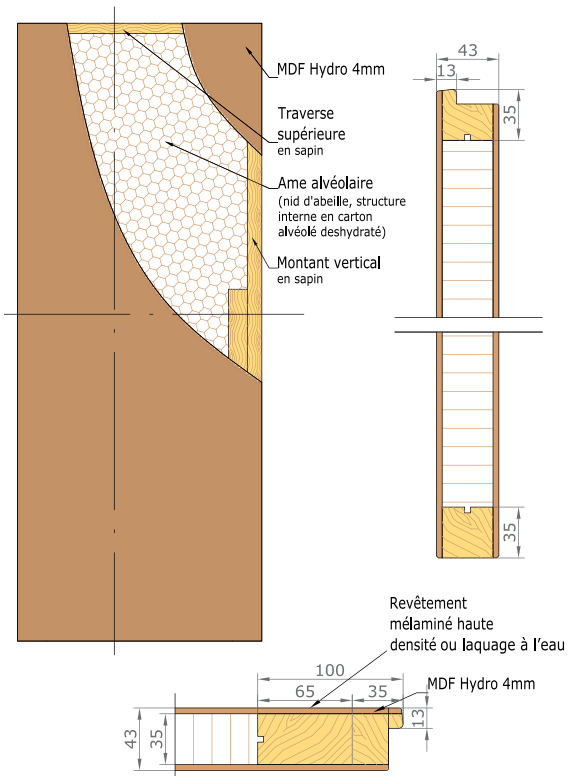 MDF Hydro 4mm
Traverse
supérieure
en sapin
Ame alvéolaire
(nid d'abeille, structure
interne en carton
alvéolé deshydraté)
Montant vertical
en sapin
43
13
35
35
Revêtement
mélaminé haute
densité ou laquage à l'eau
100
MDF Hydro 4mm
65
35
13
43
35